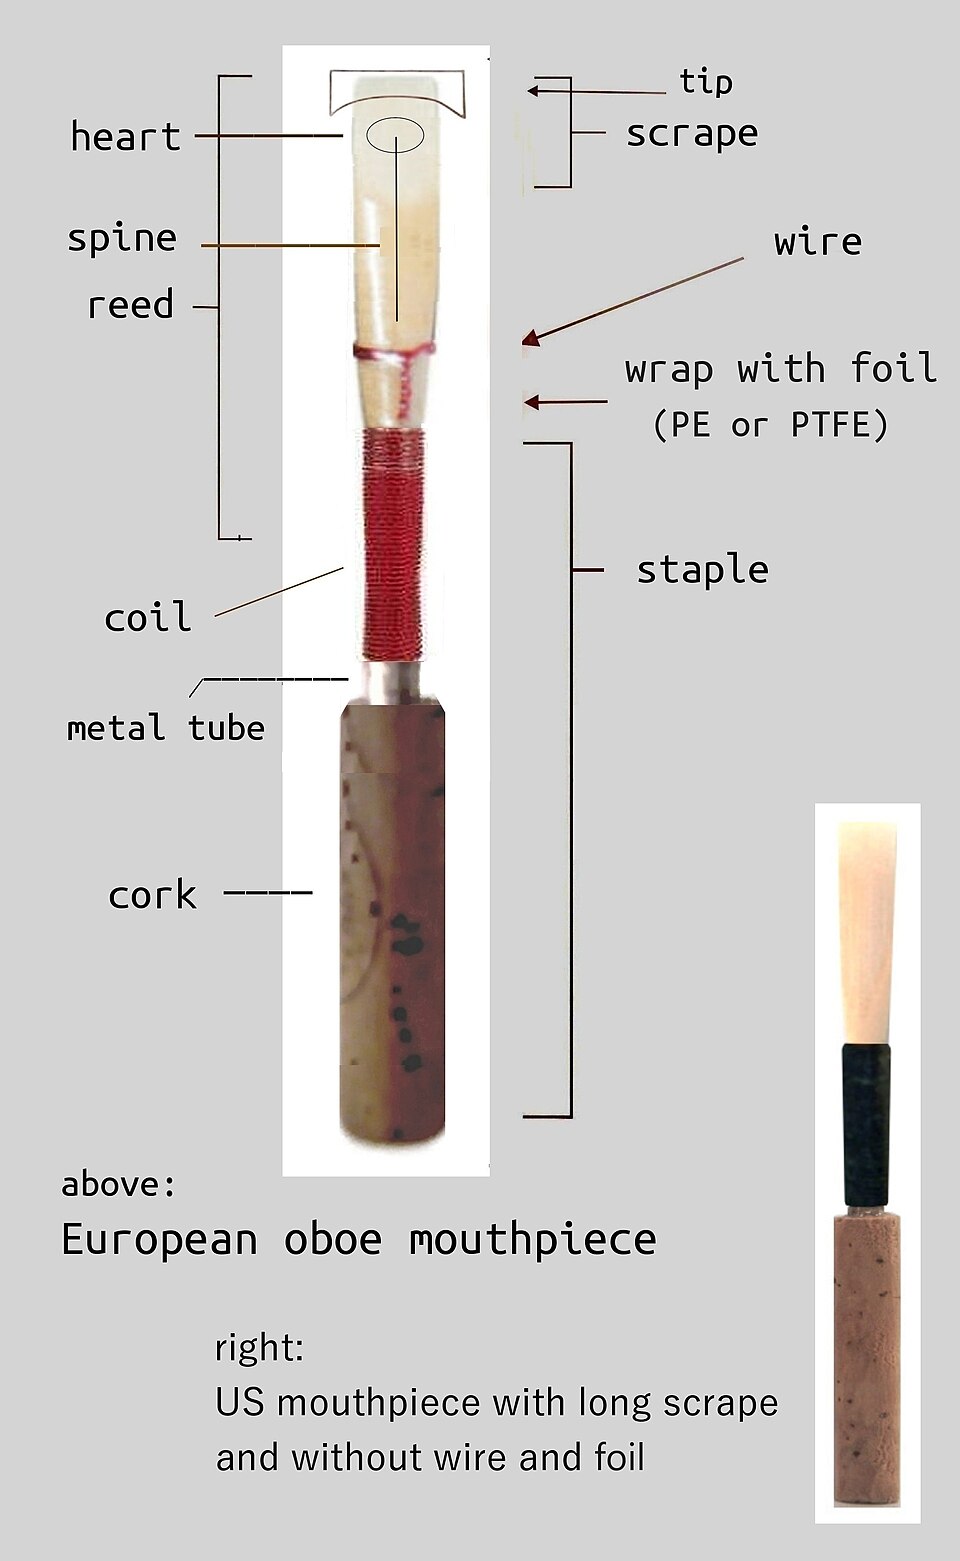 tip
heart
scrape
spine
wire
reed
wrap with foil
(PE or PTFE)
staple
coil
metal tube
cork
above:
European oboe mouthpiece
right:
US mouthpiece with long scrape
and without wire and foil